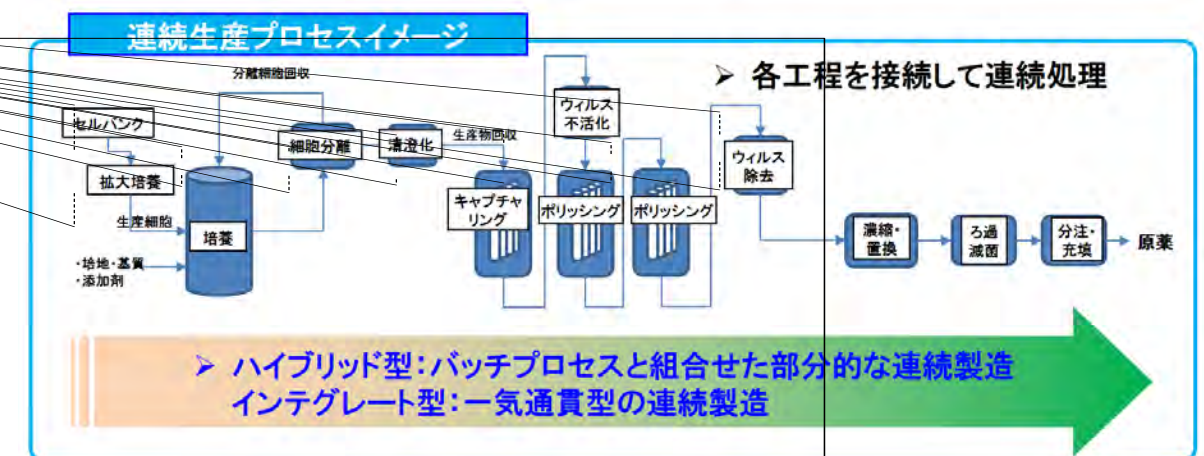 連続生産プロセスイメージ
➢ 各工程を接続して連続処理
分離細胞回収
セルバンク
拡大培養
生産細胞
・培地・基質
・添加剤
培養
細胞分離
清澄化
生産物回収
キャプチャ
リング
ウィルス
不活化
ポリッシング
ポリッシング
ウィルス
除去
濃縮・
置換
ろ過
滅菌
分注・
充填
原薬
➢ ハイブリッド型：バッチプロセスと組合せた部分的な連続製造
インテグレート型：一気通貫型の連続製造